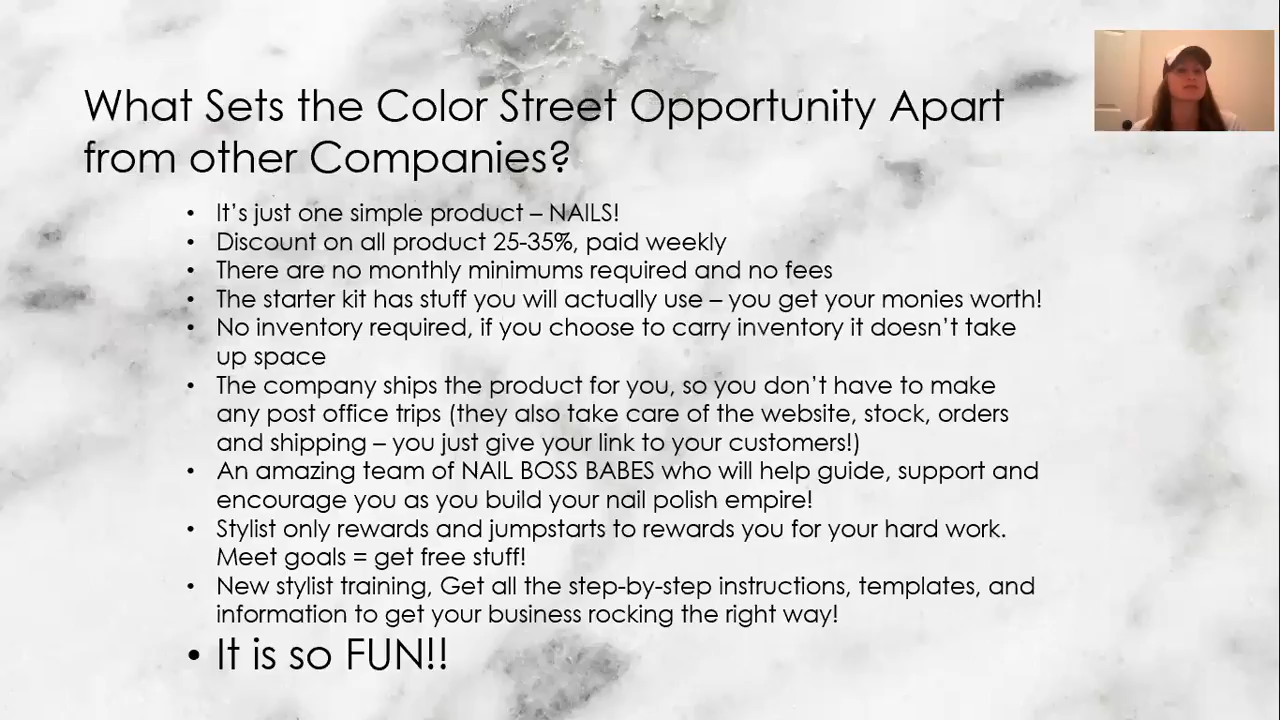 What Sets the Color Street Opportunity Apart
from other Companies?
• It's just one simple product – NAILS!
• Discount on all product 25-35%, paid weekly
• There are no monthly minimums required and no fees
• The starter kit has stuff you will actually use – you get your monies worth!
• No inventory required, if you choose to carry inventory it doesn't take
up space
• The company ships the product for you, so you don't have to make
any post office trips (they also take care of the website, stock, orders
and shipping – you just give your link to your customers!)
• An amazing team of NAIL BOSS BABES who will help guide, support and
encourage you as you build your nail polish empire!
• Stylist only rewards and jumpstarts to rewards you for your hard work.
Meet goals = get free stuff!
• New stylist training, Get all the step-by-step instructions, templates, and
information to get your business rocking the right way!
• It is so FUN!!